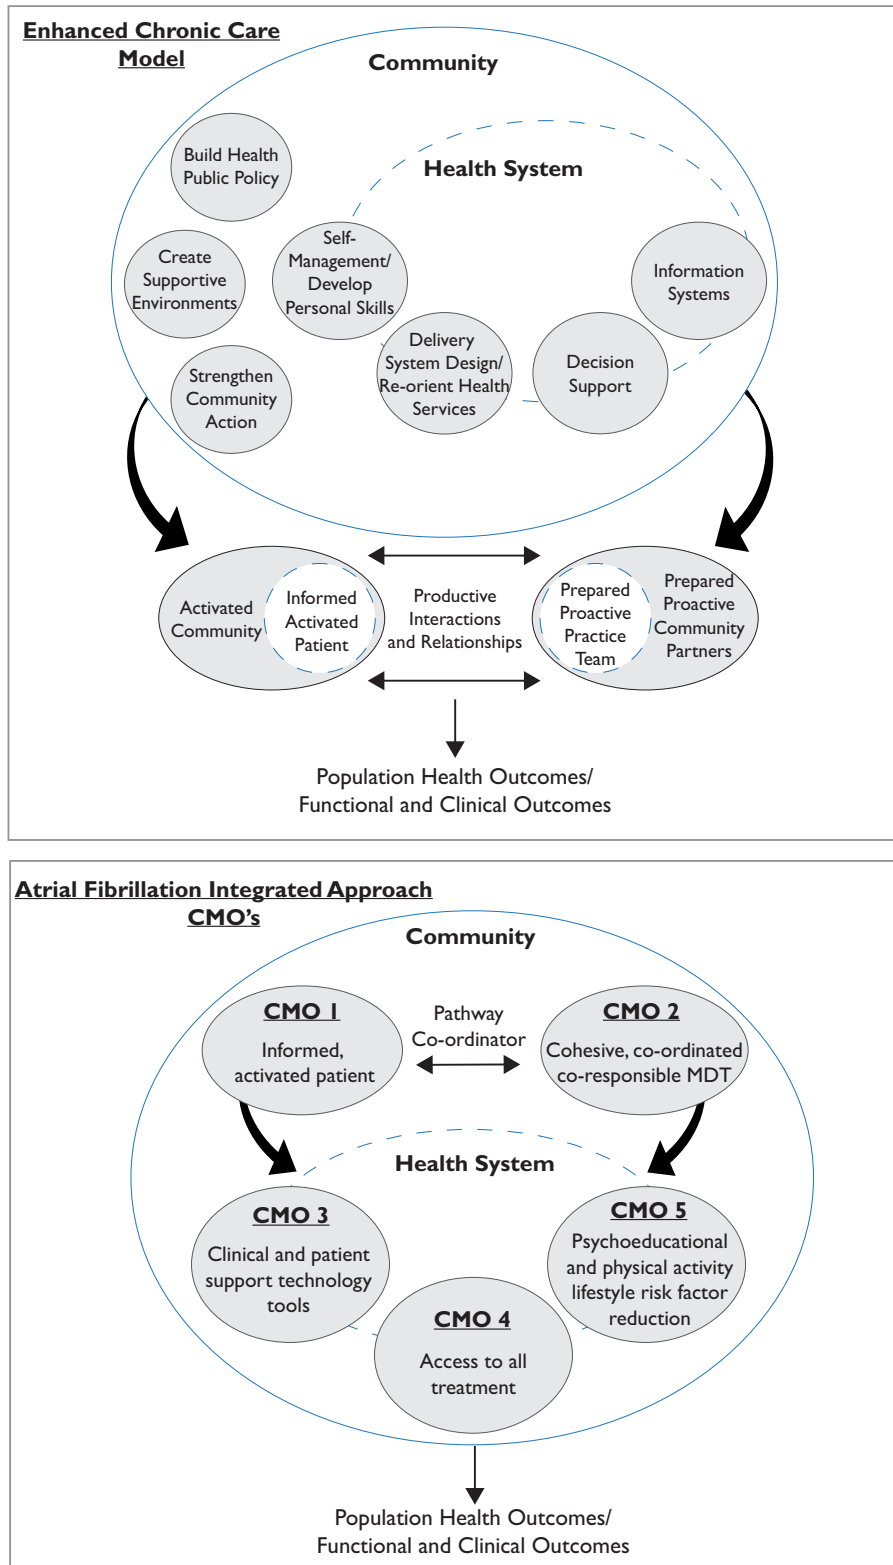 Enhanced Chronic Care
Model
Community
Build Health
Public Policy
Health System
Create
Supportive
Environments
Self-
Management/
Develop
Personal Skills
Information
Systems
Strengthen
Community
Action
Delivery
System Design/
Re-orient Health
Services
Decision
Support
Activated
Community
Informed
Activated
Patient
Productive
Interactions
and Relationships
Prepared
Proactive
Practice
Team
Prepared
Proactive
Community
Partners
Population Health Outcomes/
Functional and Clinical Outcomes
Atrial Fibrillation Integrated Approach
CMO's
Community
CMO 1
Informed,
activated patient
Pathway
Co-ordinator
CMO 2
Cohesive, co-ordinated
co-responsible MDT
Health System
CMO 3
Clinical and patient
support technology
tools
CMO 4
Access to all
treatment
CMO 5
Psychoeducational
and physical activity
lifestyle risk factor
reduction
Population Health Outcomes/
Functional and Clinical Outcomes